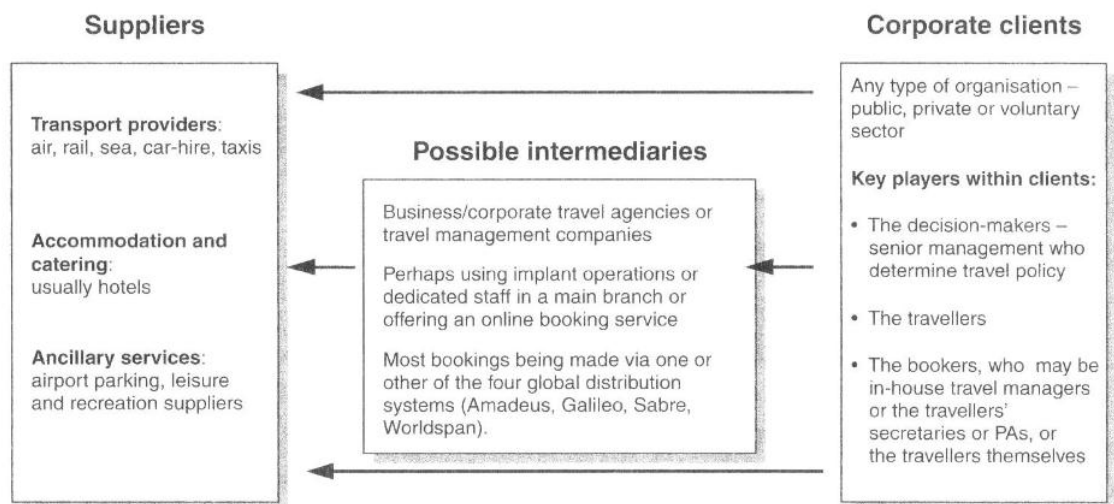 Suppliers
Transport providers:
air, rail, sea, car-hire, taxis
Accommodation and
catering:
usually hotels
Ancillary services:
airport parking, leisure
and recreation suppliers
Possible intermediaries
Business/corporate travel agencies or
travel management companies
Perhaps using implant operations or
dedicated staff in a main branch or
offering an online booking service
Most bookings being made via one or
other of the four global distribution
systems (Amadeus, Galileo, Sabre,
Worldspan).
Corporate clients
Any type of organisation –
public, private or voluntary
sector
Key players within clients:
• The decision-makers –
senior management who
determine travel policy
• The travellers
• The bookers, who may be
in-house travel managers
or the travellers'
secretaries or PAs, or
the travellers themselves